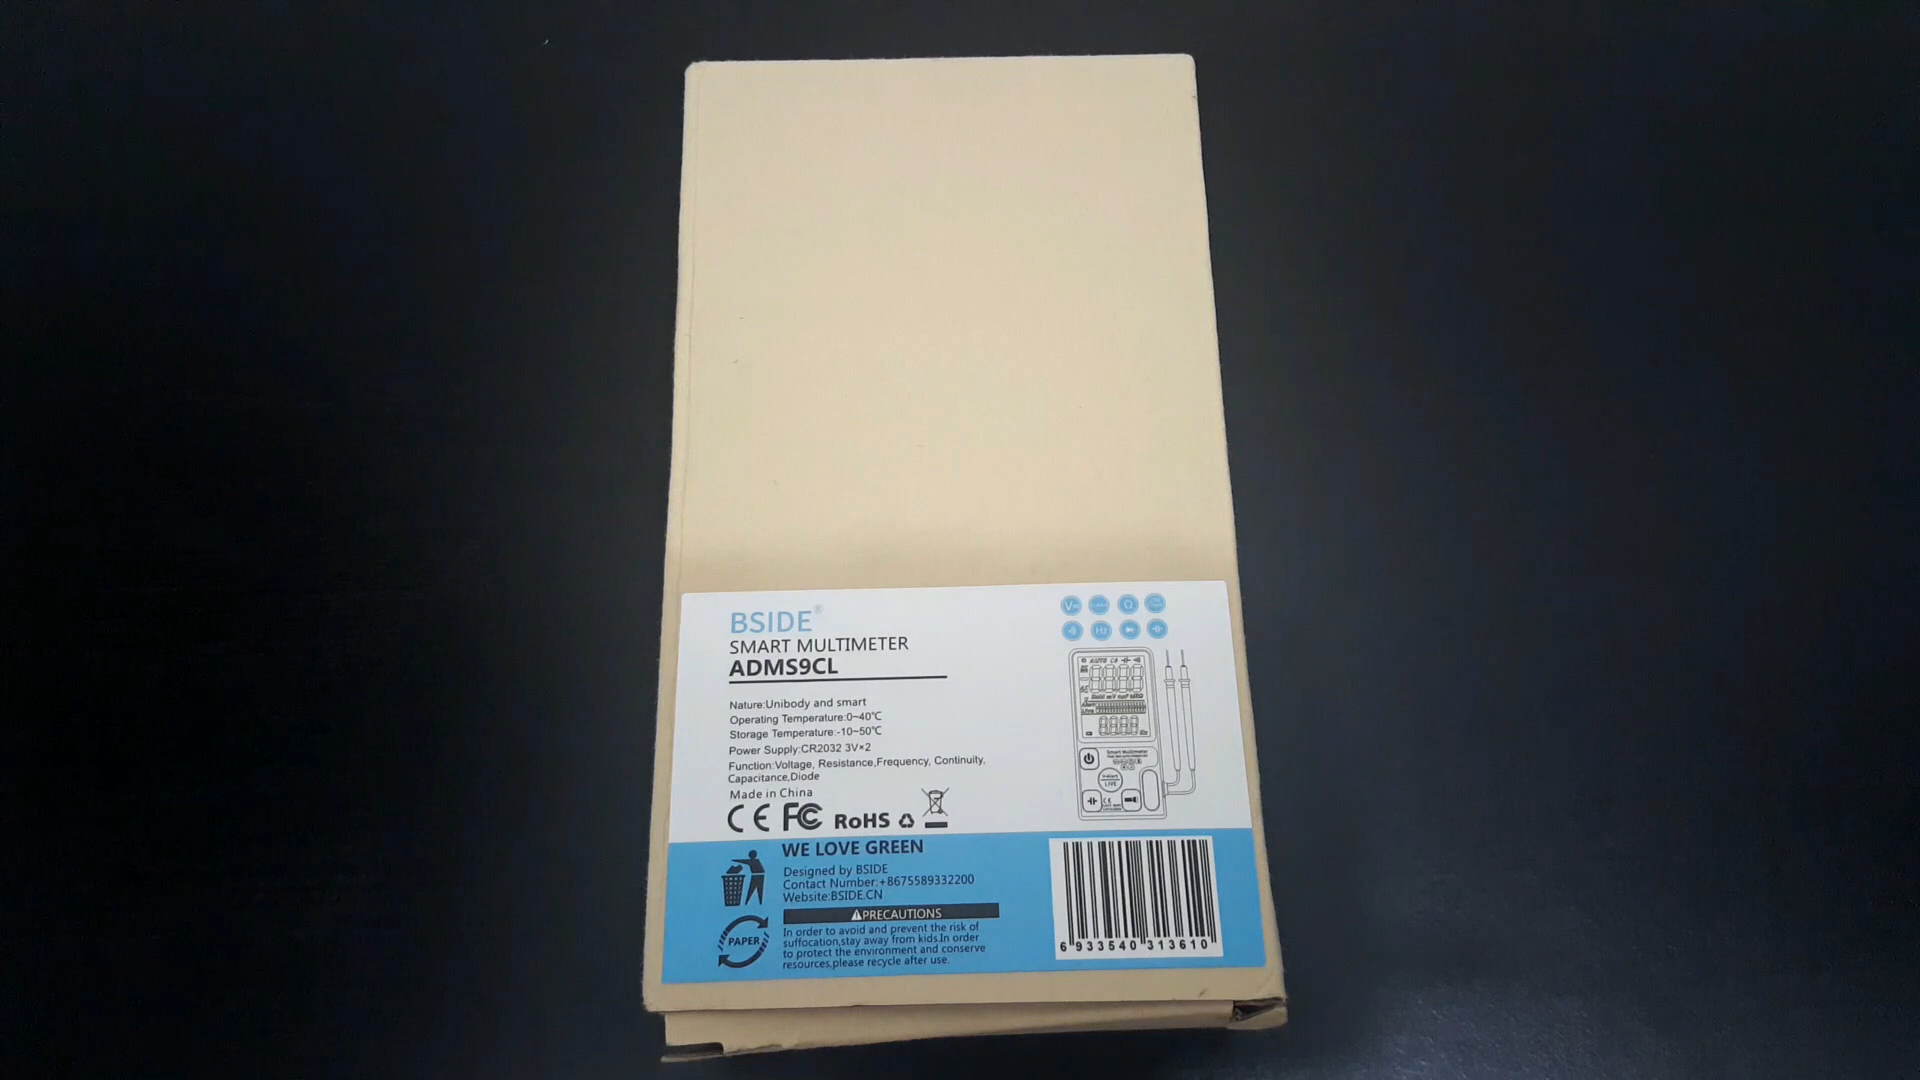 BSIDE®
SMART MULTIMETER
ADMS9CL
Nature:Unibody and smart
Operating Temperature:0~40℃
Storage Temperature:-10~50℃
Power Supply:CR2032 3V×2
Function:Voltage, Resistance,Frequency, Continuity,
Capacitance,Diode
Made in China
CE FC RoHS
Ω
Hz
AUTO
Smart Multimeter
LIVE
WE LOVE GREEN
Designed by BSIDE
Contact Number:+8675589332200
Website:BSIDE.CN
PRECAUTIONS
In order to avoid and prevent the risk of
suffocation,stay away from kids.In order
to protect the environment and conserve
resources,please recycle after use.
PAPER
6 933540 313610